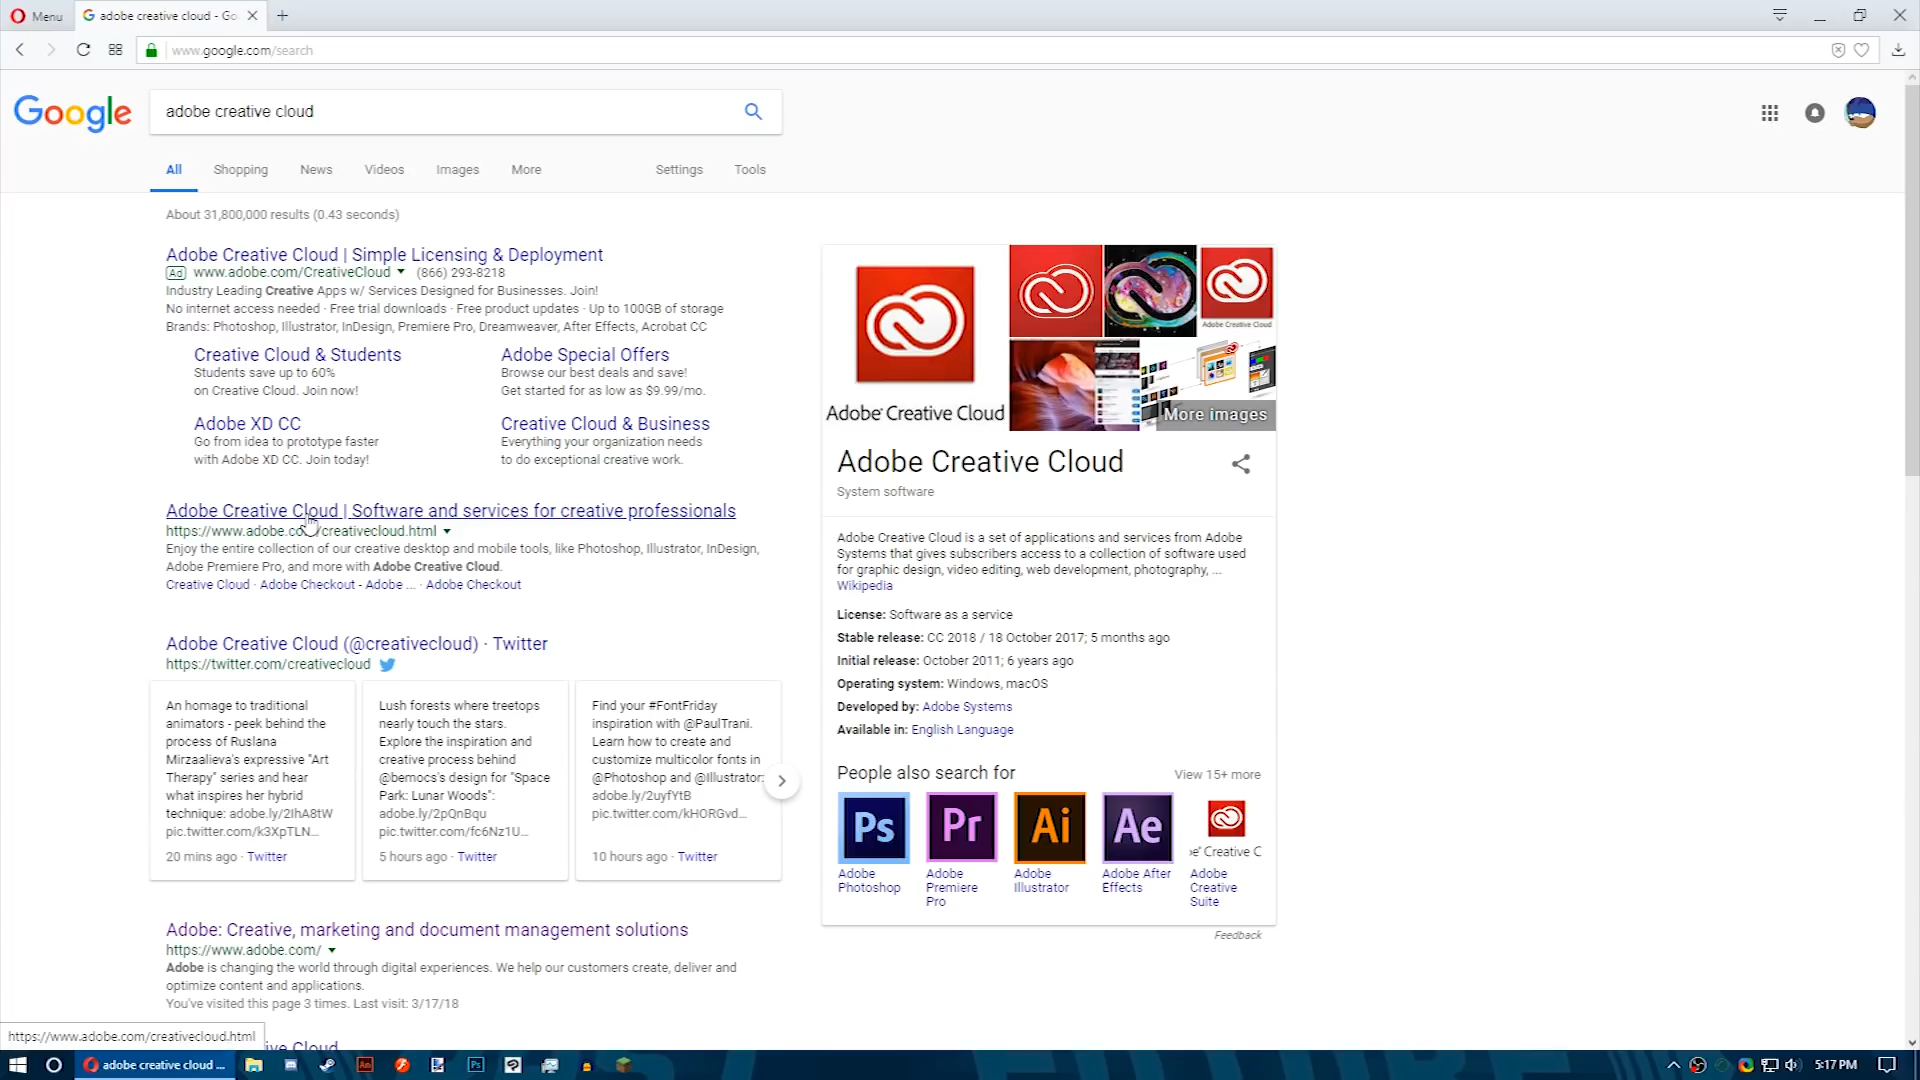 Menu
adobe creative cloud - Go
www.google.com/search
Google
adobe creative cloud
All
Shopping
News
Videos
Images
More
Settings
Tools
About 31,800,000 results (0.43 seconds)
Adobe Creative Cloud | Simple Licensing & Deployment
Ad www.adobe.com/CreativeCloud (866) 293-8218
Industry Leading Creative Apps w/ Services Designed for Businesses. Join!
No internet access needed · Free trial downloads · Free product updates · Up to 100GB of storage
Brands: Photoshop, Illustrator, InDesign, Premiere Pro, Dreamweaver, After Effects, Acrobat CC
Creative Cloud & Students
Students save up to 60%
on Creative Cloud. Join now!
Adobe Special Offers
Browse our best deals and save!
Get started for as low as $9.99/mo.
Adobe XD CC
Go from idea to prototype faster
with Adobe XD CC. Join today!
Creative Cloud & Business
Everything your organization needs
to do exceptional creative work.
Adobe Creative Cloud | Software and services for creative professionals
https://www.adobe.co /creativecloud.html
Enjoy the entire collection of our creative desktop and mobile tools, like Photoshop, Illustrator, InDesign,
Adobe Premiere Pro, and more with Adobe Creative Cloud.
Creative Cloud · Adobe Checkout - Adobe ... · Adobe Checkout
Adobe Creative Cloud (@creativecloud) · Twitter
https://twitter.com/creativecloud
An homage to traditional
animators - peek behind the
process of Ruslana
Mirzaalieva's expressive "Art
Therapy" series and hear
what inspires her hybrid
technique: adobe.ly/2IhA8tW
pic.twitter.com/k3XpTLN...
20 mins ago · Twitter
Lush forests where treetops
nearly touch the stars.
Explore the inspiration and
creative process behind
@bemocs's design for "Space
Park: Lunar Woods":
adobe.ly/2pQnBqu
pic.twitter.com/fc6Nz1U...
5 hours ago · Twitter
Find your #FontFriday
inspiration with @PaulTrani.
Learn how to create and
customize multicolor fonts in
@Photoshop and @Illustrator:
adobe.ly/2uyfYtB
pic.twitter.com/kHORGvd...
10 hours ago · Twitter
Adobe: Creative, marketing and document management solutions
https://www.adobe.com/
Adobe is changing the world through digital experiences. We help our customers create, deliver and
optimize content and applications.
You've visited this page 3 times. Last visit: 3/17/18
ive Cloud
Adobe® Creative Cloud
Adobe Creative Cloud
More images
Adobe Creative Cloud
System software
Adobe Creative Cloud is a set of applications and services from Adobe
Systems that gives subscribers access to a collection of software used
for graphic design, video editing, web development, photography, ...
Wikipedia
License: Software as a service
Stable release: CC 2018 / 18 October 2017; 5 months ago
Initial release: October 2011; 6 years ago
Operating system: Windows, macOS
Developed by: Adobe Systems
Available in: English Language
People also search for
View 15+ more
Ps
Pr
Ai
Ae
e® Creative C
Adobe
Photoshop
Adobe
Premiere
Pro
Adobe
Illustrator
Adobe After
Effects
Adobe
Creative
Suite
Feedback
https://www.adobe.com/creativecloud.html
adobe creative cloud ...
An
Ps
5:17 PM